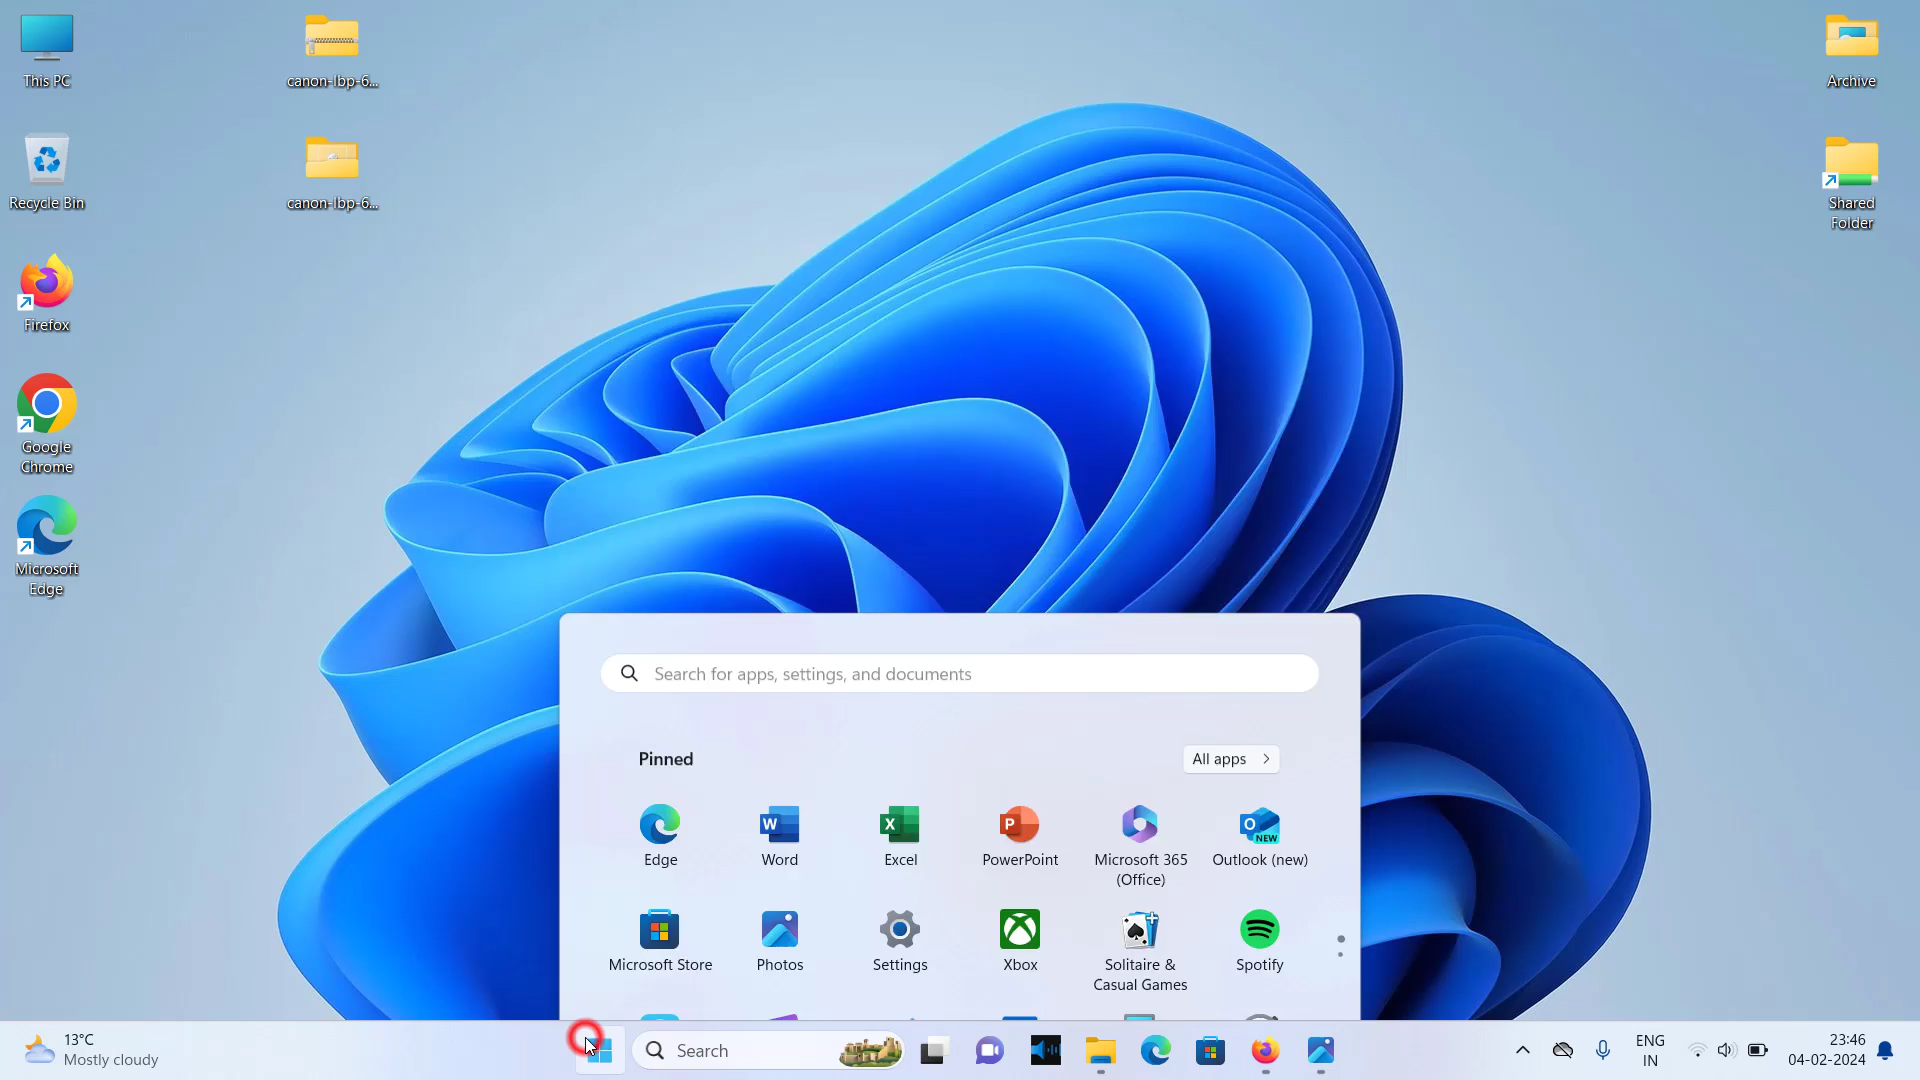 This PC
canon-lbp-6...
Archive
Recycle Bin
canon-lbp-6...
Shared
Folder
Firefox
Google
Chrome
Microsoft
Edge
Search for apps, settings, and documents
Pinned
All apps
Edge
Word
Excel
PowerPoint
Microsoft 365
(Office)
Outlook (new)
Microsoft Store
Photos
Settings
Xbox
Solitaire &
Casual Games
Spotify
13°C
Mostly cloudy
Search
ENG
IN
23:46
04-02-2024